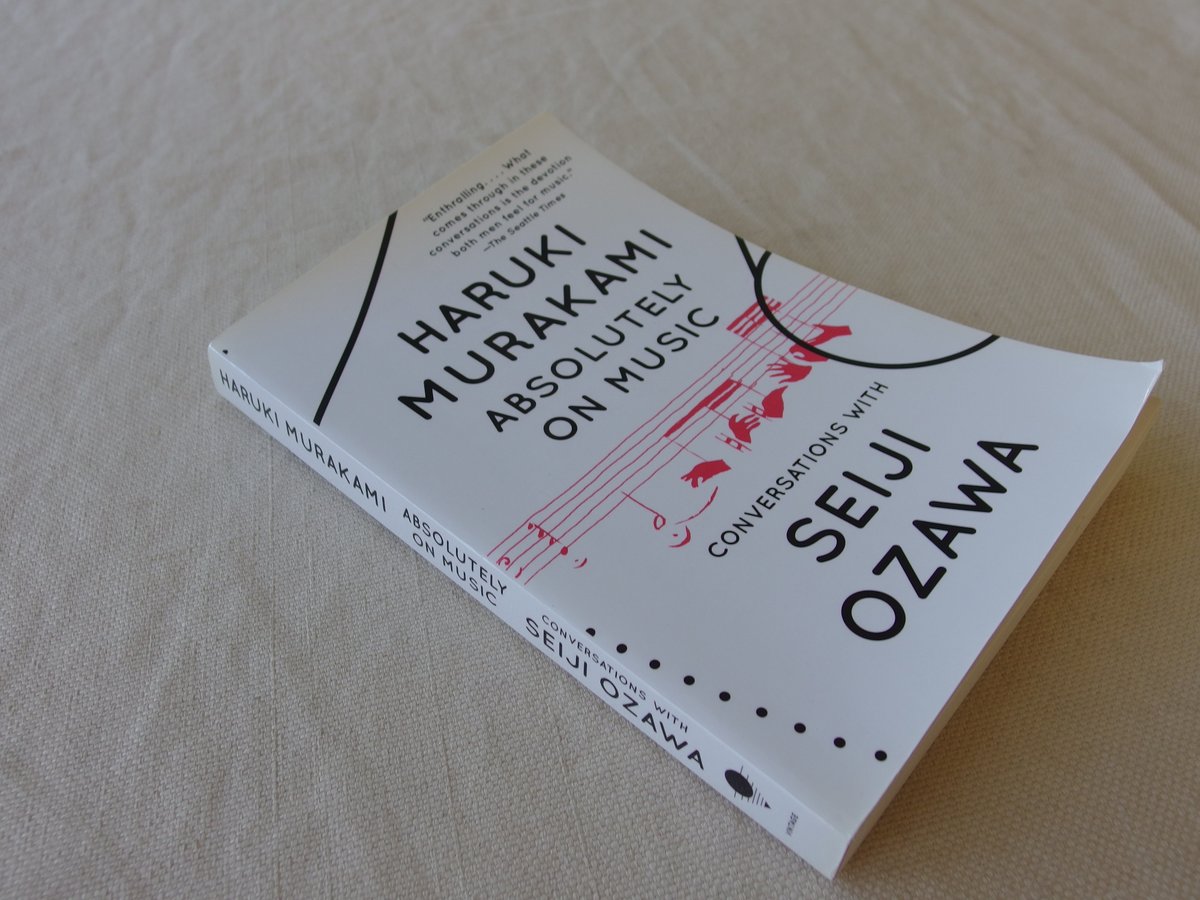 "Enthralling. . . . What
comes through in these
conversations is the devotion
both men feel for music."
—The Seattle Times
HARUKI
MURAKAMI
ABSOLUTELY
ON MUSIC
CONVERSATIONS WITH
SEIJI
OZAWA
HARUKI MURAKAMI
ABSOLUTELY
ON MUSIC
CONVERSATIONS WITH
SEIJI OZAWA
VINTAGE